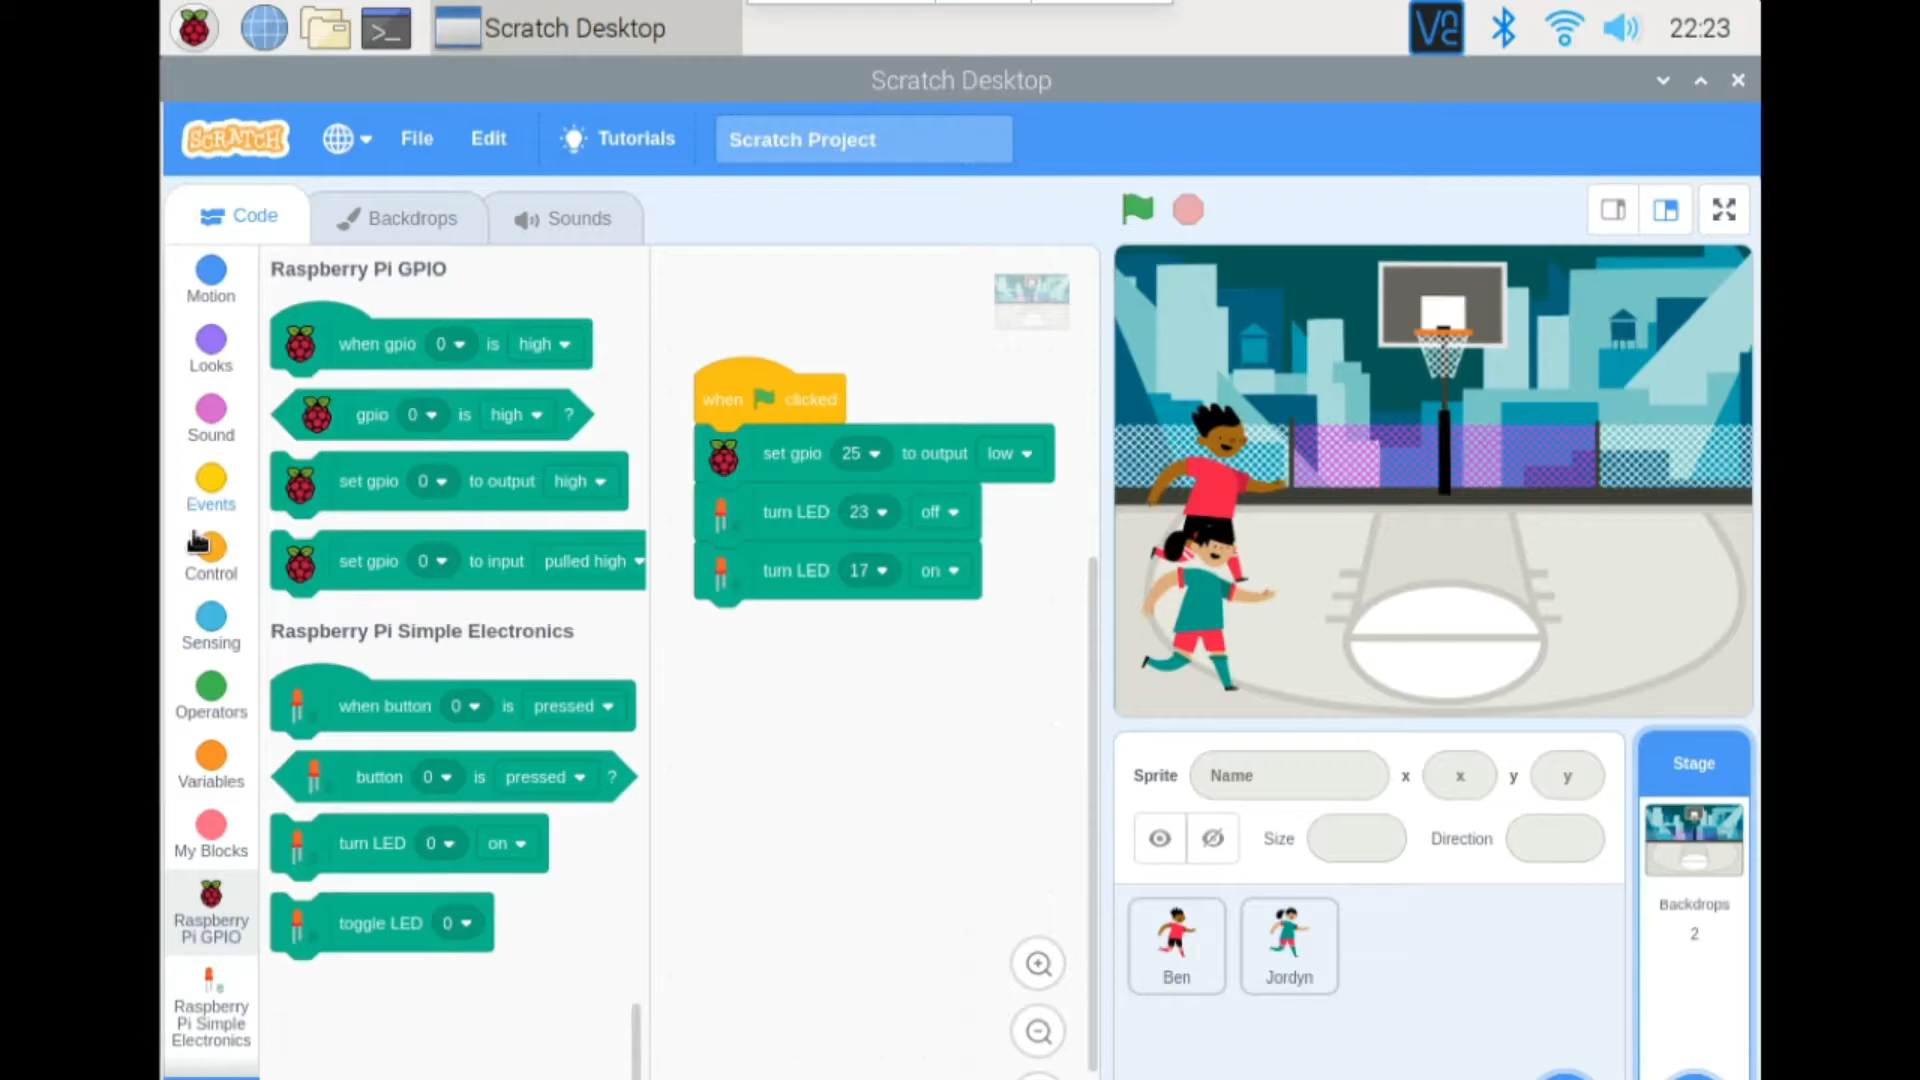 Scratch Desktop
VNC
22:23
Scratch Desktop
SCRATCH
File
Edit
Tutorials
Scratch Project
Code
Backdrops
Sounds
Motion
Looks
Sound
Events
Control
Sensing
Operators
Variables
My Blocks
Raspberry
Pi GPIO
Raspberry
Pi Simple
Electronics
Raspberry Pi GPIO
when gpio 0 is high
gpio 0 is high ?
set gpio 0 to output high
set gpio 0 to input pulled high
Raspberry Pi Simple Electronics
when button 0 is pressed
button 0 is pressed ?
turn LED 0 on
toggle LED 0
when clicked
set gpio 25 to output low
turn LED 23 off
turn LED 17 on
Sprite Name x x y y
Size Direction
Ben
Jordyn
Stage
Backdrops
2